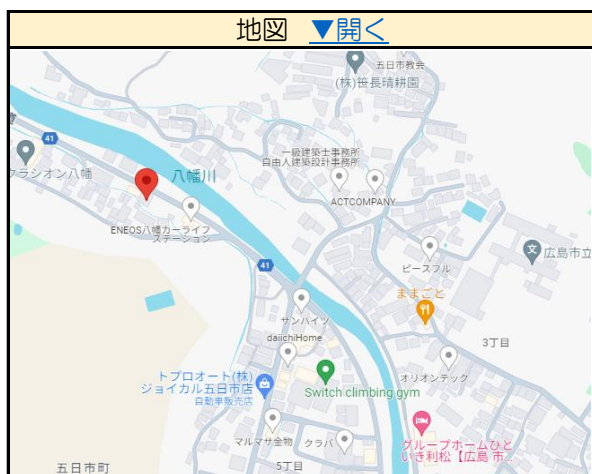 地図 ▼開く
五日市教会
(株)笹長晴耕園
41
クラシオン八幡
八幡川
一級建築士事務所
自由人建築設計事務所
ACTCOMPANY
ENEOS八幡カーライフ
ステーション
41
ピースフル
広島市立
ままごと
サンハイツ
3丁目
daiichiHome
オリオンテック
トプロオート(株)
ジョイカル五日市店
自動車販売店
Switch climbing gym
マルマサ金物
クラバ
グループホームひと
いき利松【広島 市...
五日市町
5丁目